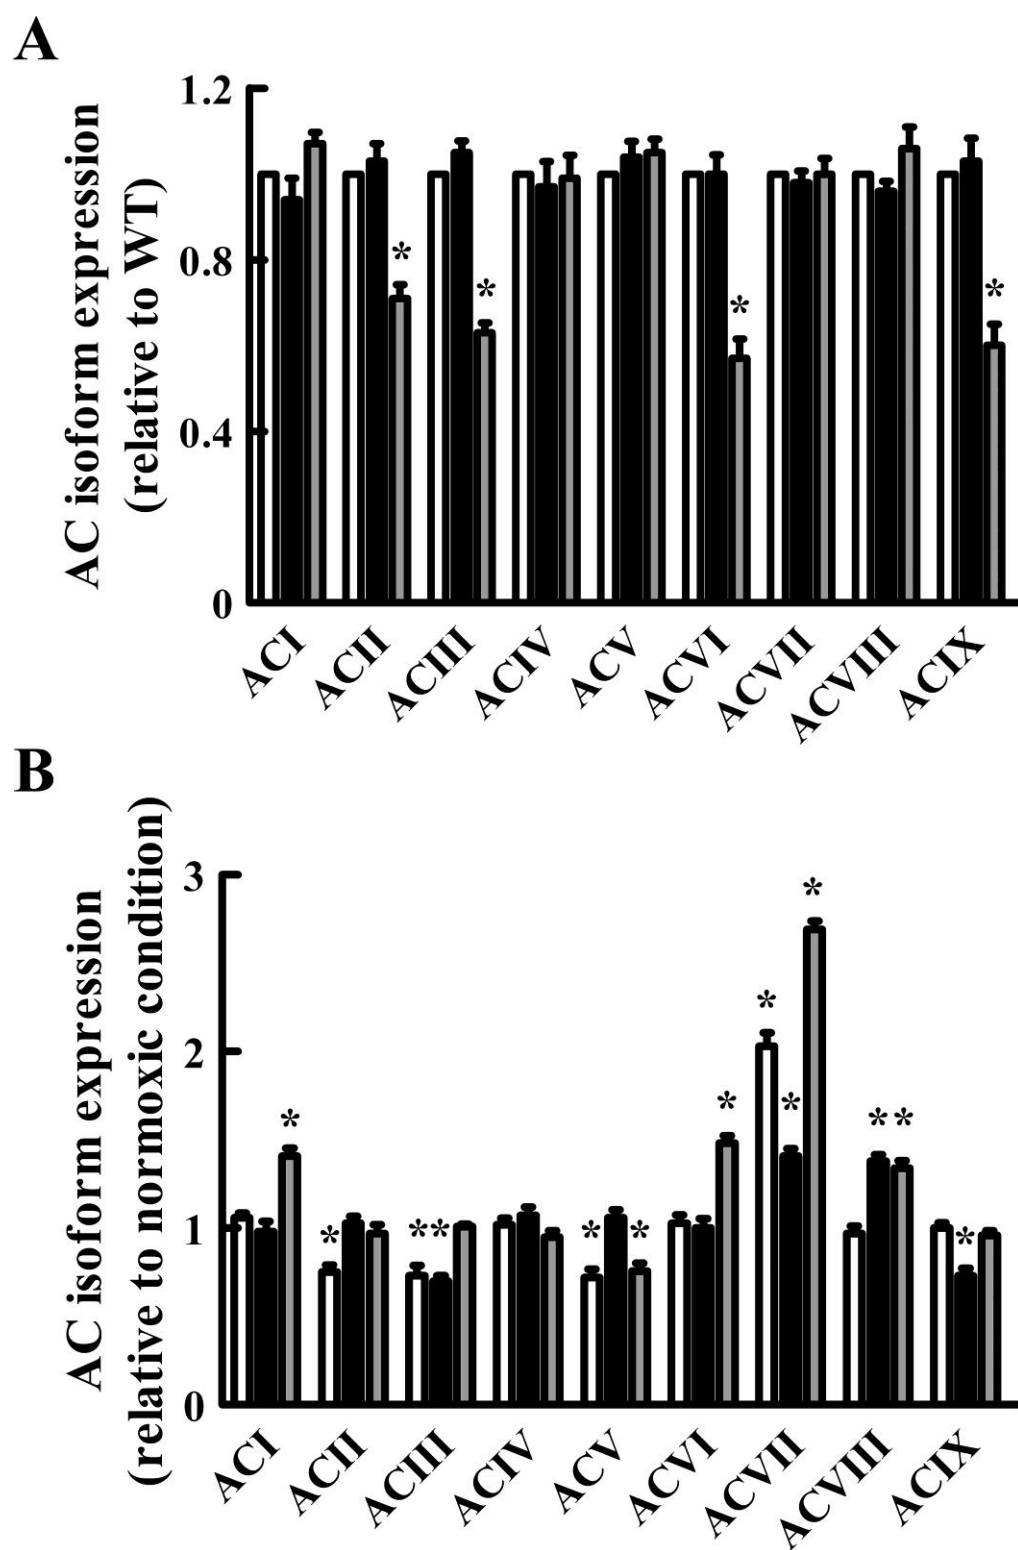 A
AC isoform expression
(relative to WT)
1.2
0.8
0.4
0
*
*
*
*
ACI
ACII
ACIII
ACIV
ACV
ACVI
ACVII
ACVIII
ACIX
B
AC isoform expression
(relative to normoxic condition)
3
2
1
0
*
*
* *
*
*
*
*
*
*
* *
*
ACI
ACII
ACIII
ACIV
ACV
ACVI
ACVII
ACVIII
ACIX